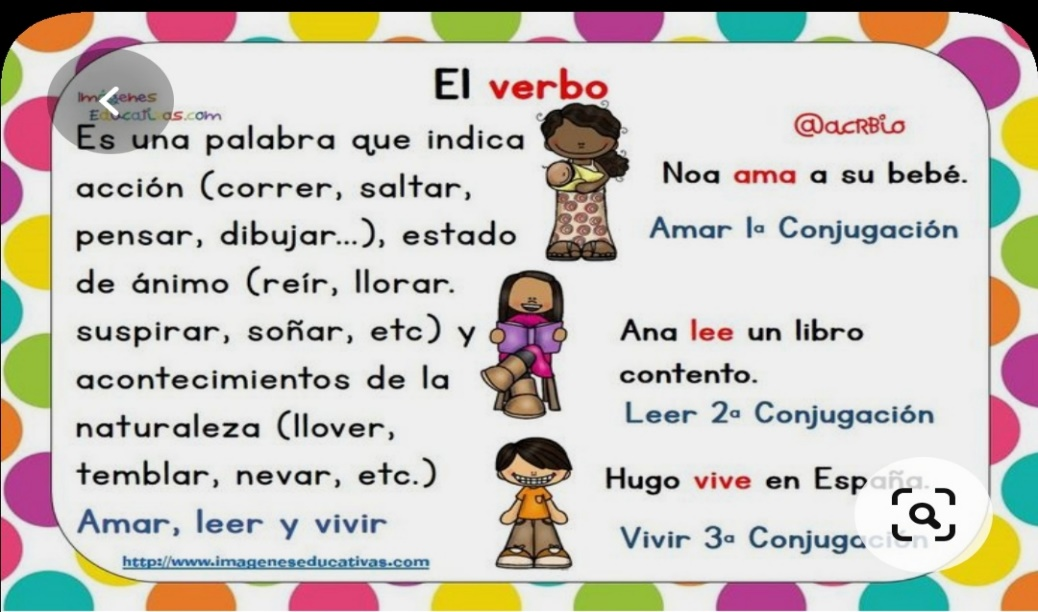 El verbo
Imágenes
Educativas.com
Es una palabra que indica
acción (correr, saltar,
pensar, dibujar...), estado
de ánimo (reír, llorar.
suspirar, soñar, etc) y
acontecimientos de la
naturaleza (llover,
temblar, nevar, etc.)
Amar, leer y vivir
http://www.imageneseducativas.com
@acRBio
Noa ama a su bebé.
Amar 1ª Conjugación
Ana lee un libro
contento.
Leer 2ª Conjugación
Hugo vive en España.
Vivir 3ª Conjugación